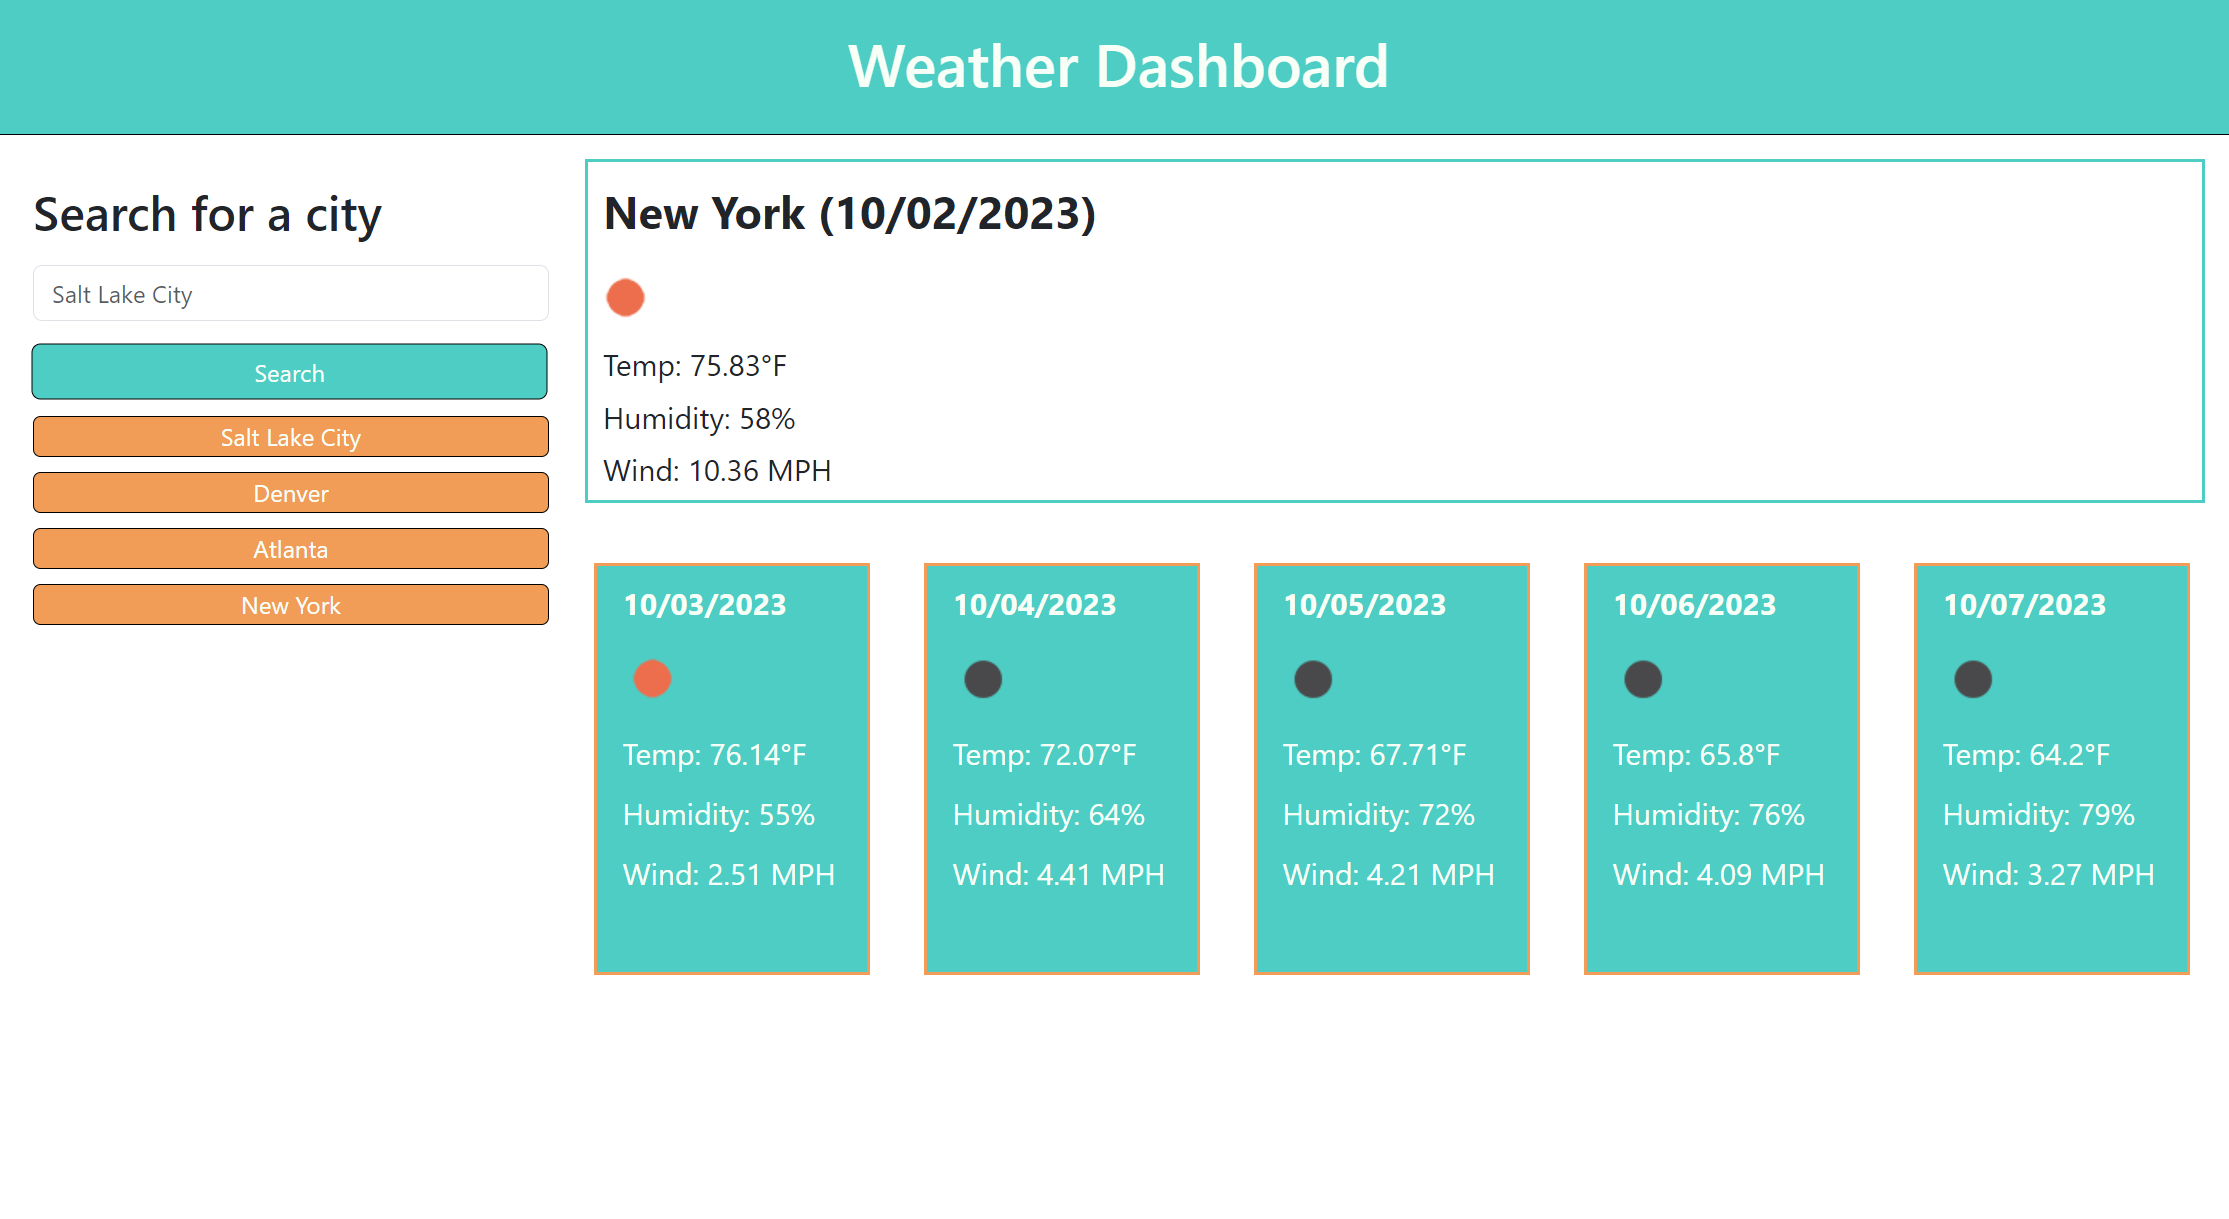 Weather Dashboard
Search for a city
Salt Lake City
Search
Salt Lake City
Denver
Atlanta
New York
New York (10/02/2023)
Temp: 75.83°F
Humidity: 58%
Wind: 10.36 MPH
10/03/2023
Temp: 76.14°F
Humidity: 55%
Wind: 2.51 MPH
10/04/2023
Temp: 72.07°F
Humidity: 64%
Wind: 4.41 MPH
10/05/2023
Temp: 67.71°F
Humidity: 72%
Wind: 4.21 MPH
10/06/2023
Temp: 65.8°F
Humidity: 76%
Wind: 4.09 MPH
10/07/2023
Temp: 64.2°F
Humidity: 79%
Wind: 3.27 MPH